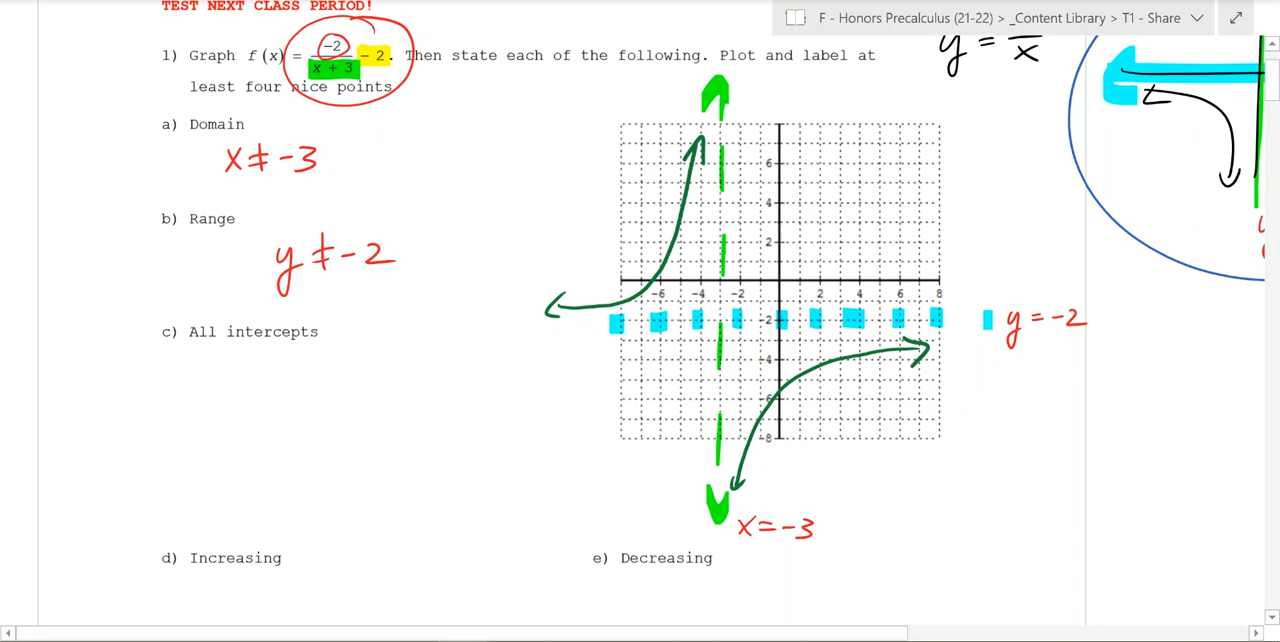 TEST NEXT CLASS PERIOD!
F - Honors Precalculus (21-22) > _Content Library > T1 - Share
1) Graph f(x) = -2/(x + 3) - 2. Then state each of the following. Plot and label at
least four nice points
y = /x
a) Domain
x ≠ -3
b) Range
y ≠ -2
c) All intercepts
6
4
2
-6 -4 -2 2 4 6 8
-2
-4
-6
-8
y = -2
x = -3
d) Increasing
e) Decreasing